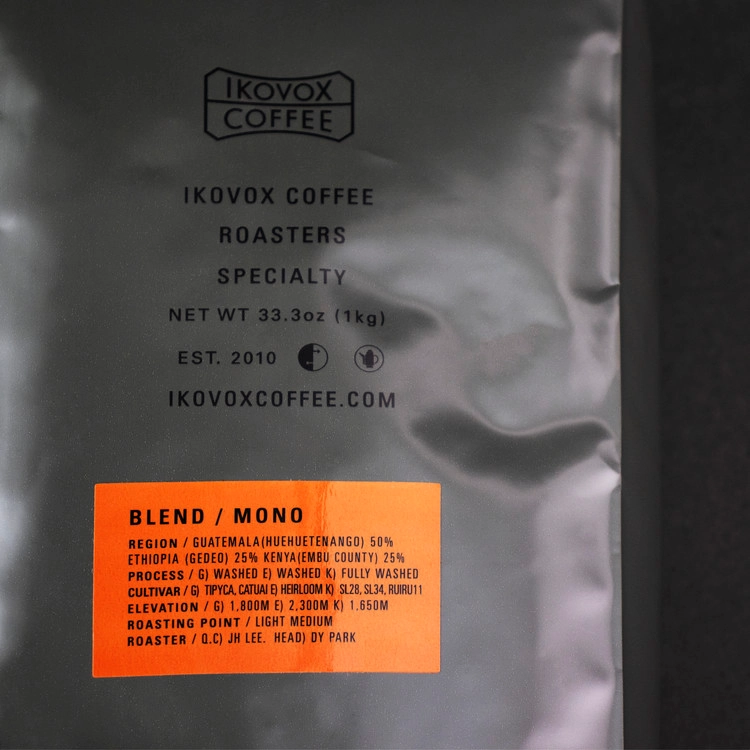 IKOVOX
COFFEE
IKOVOX COFFEE
ROASTERS
SPECIALTY
NET WT 33.3oz (1kg)
EST. 2010
IKOVOXCOFFEE.COM
BLEND / MONO
REGION / GUATEMALA(HUEHUETENANGO) 50%
ETHIOPIA (GEDEO) 25% KENYA(EMBU COUNTY) 25%
PROCESS / G) WASHED E) WASHED K) FULLY WASHED
CULTIVAR / G) TIPYCA, CATUAI E) HEIRLOOM K) SL28, SL34, RUIRU11
ELEVATION / G) 1,800M E) 2,300M K) 1.650M
ROASTING POINT / LIGHT MEDIUM
ROASTER / Q.C) JH LEE. HEAD) DY PARK